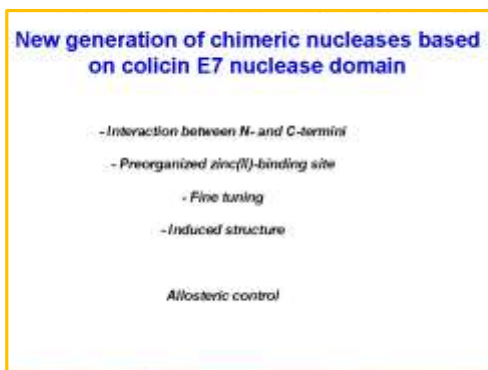 New generation of chimeric nucleases based
on colicin E7 nuclease domain
- Interaction between N- and C-termini
- Preorganized zinc(II)-binding site
- Fine tuning
- Induced structure
Allosteric control